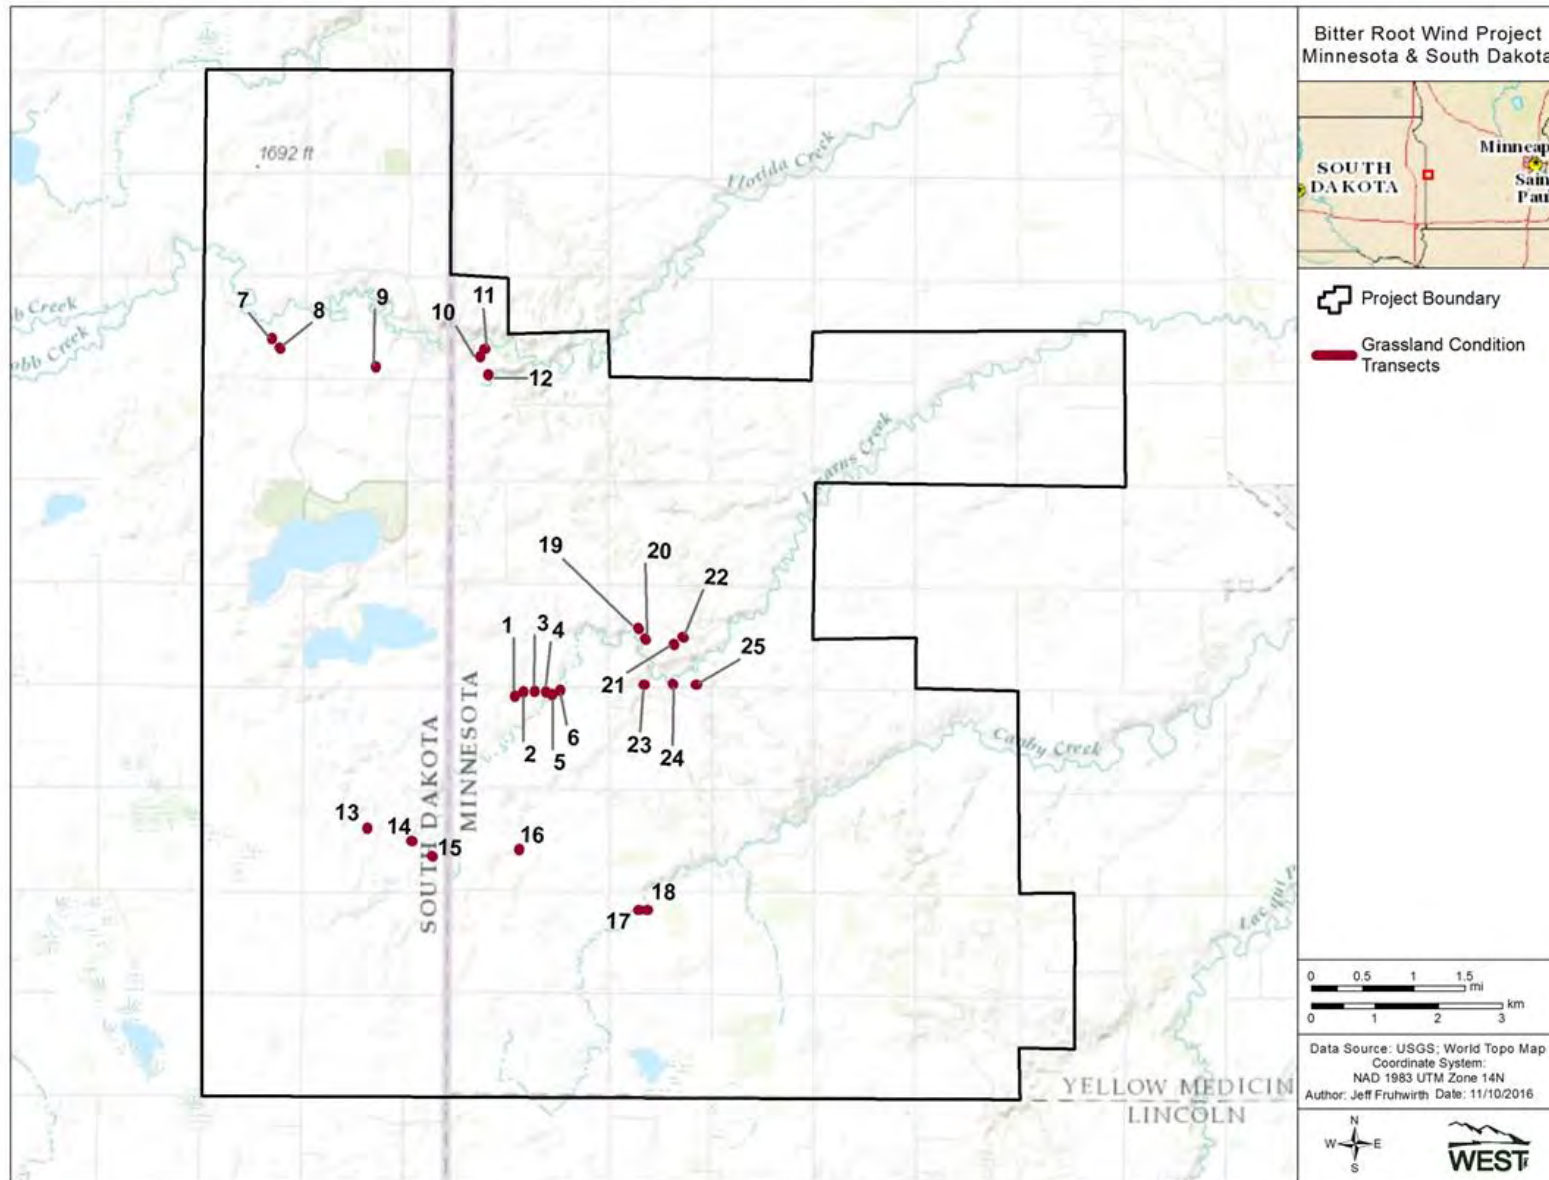 Bitter Root Wind Project
Minnesota & South Dakota
SOUTH
DAKOTA
Project Boundary
Grassland Condition
Transects
1692 ft
Florida Creek
Creek
Creek
Canby Creek
7
8
9
10
11
12
19
20
22
21
25
1
3
4
2
5
6
23
24
13
14
15
16
17
18
SOUTH DAKOTA
MINNESOTA
YELLOW MEDICIN
LINCOLN
0 0.5 1 1.5
mi
km
0 1 2 3
Data Source: USGS; World Topo Map
Coordinate System:
NAD 1983 UTM Zone 14N
Author: Jeff Fruhwirth Date: 11/10/2016
N
W E
S
WEST